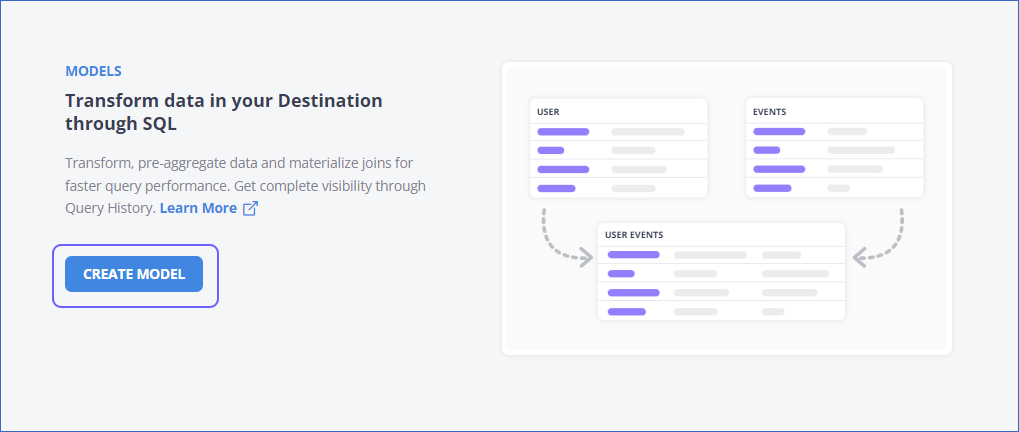 MODELS
Transform data in your Destination
through SQL
Transform, pre-aggregate data and materialize joins for
faster query performance. Get complete visibility through
Query History. Learn More
CREATE MODEL
USER
EVENTS
USER EVENTS